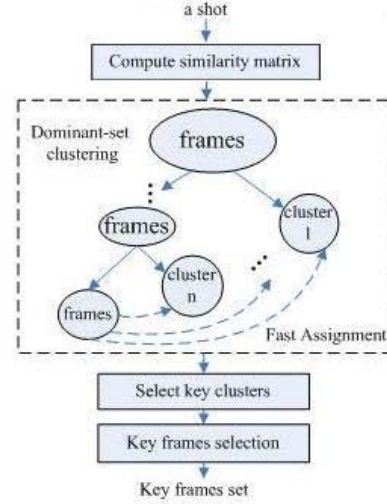 a shot
Compute similarity matrix
Dominant-set
clustering
frames
frames
cluster
1
cluster
n
frames
Fast Assignment
Select key clusters
Key frames selection
Key frames set